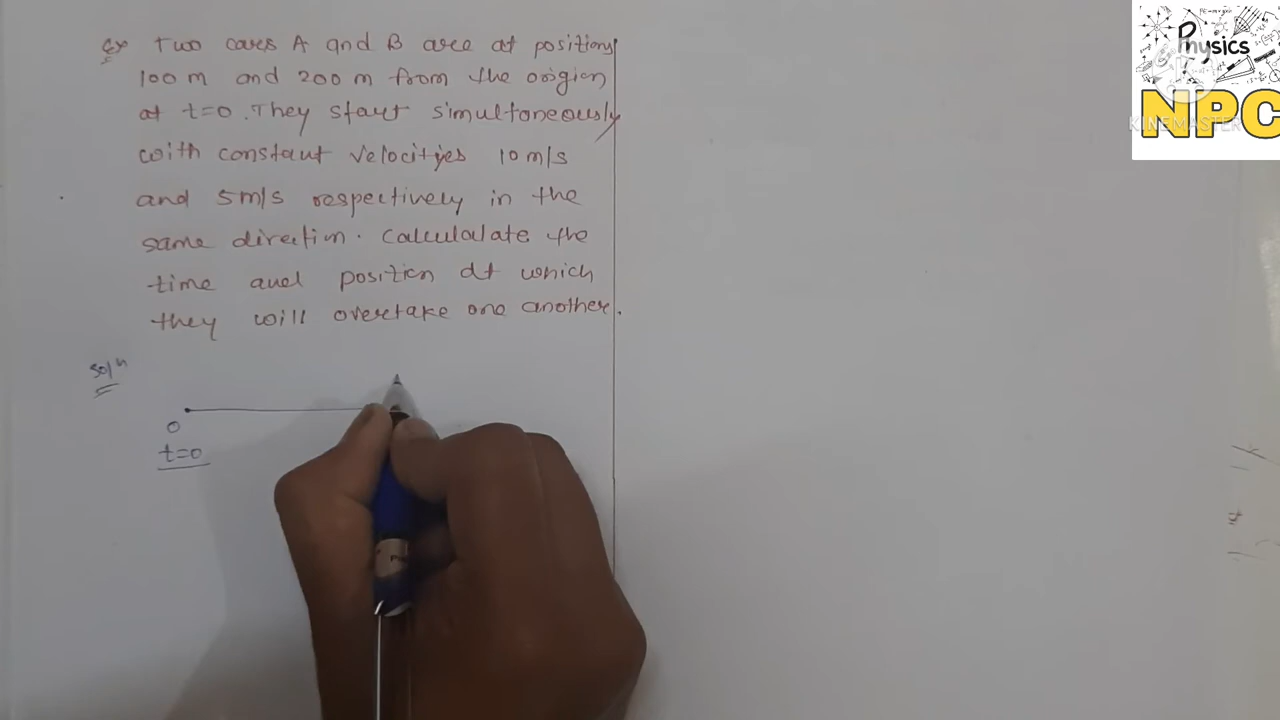 Ex Two cars A and B are at positions
100 m and 200 m from the origin
at t=0. They start simultaneously
with constant velocities 10 m/s
and 5 m/s respectively in the
same direction. Calculalate the
time and position at which
they will overtake one another.
Solⁿ
O
t=0
Physics
NPC
KINEMASTER